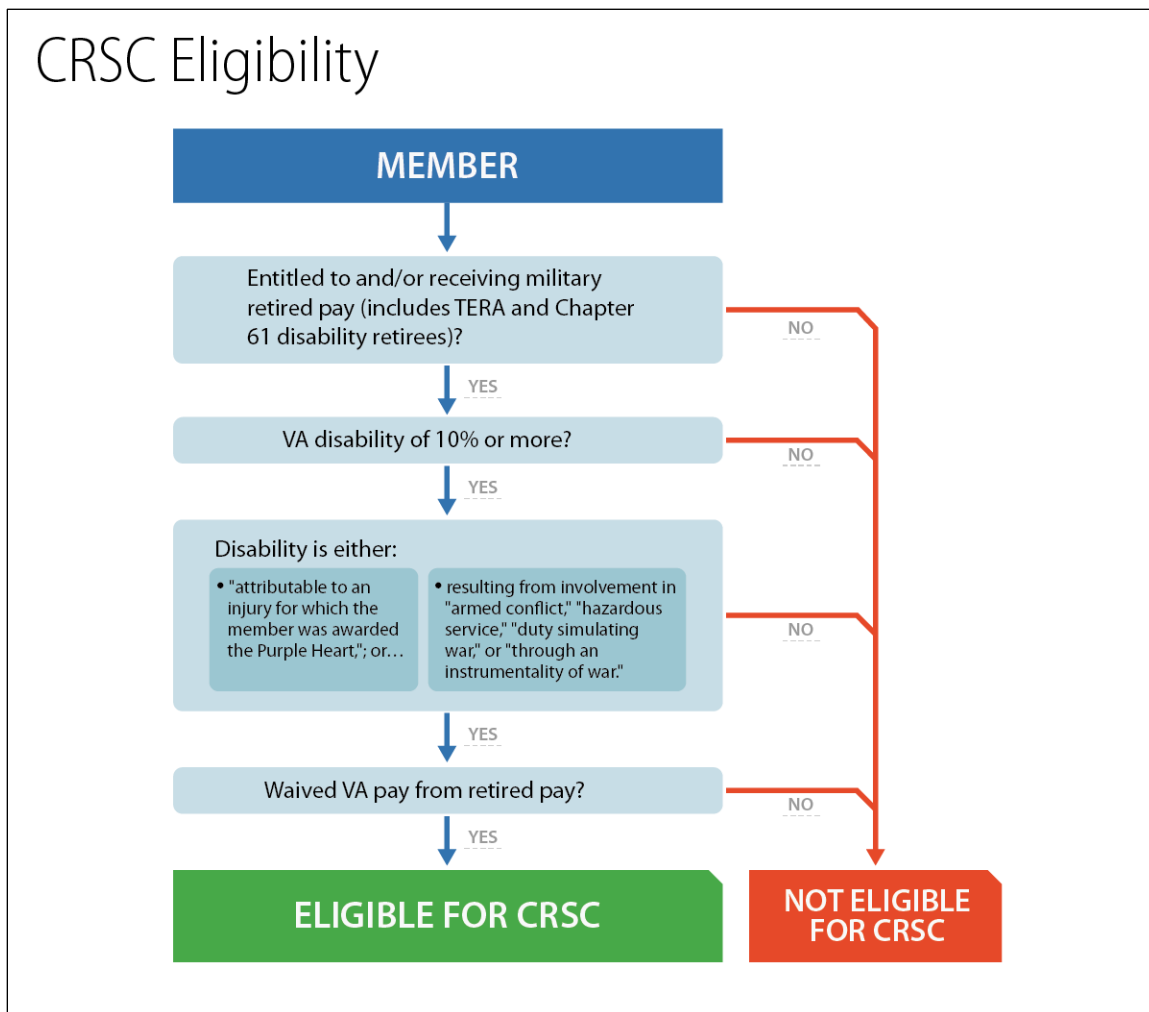 CRSC Eligibility
MEMBER
Entitled to and/or receiving military
retired pay (includes TERA and Chapter
61 disability retirees)?
NO
YES
VA disability of 10% or more?
NO
YES
Disability is either:
• "attributable to an
injury for which the
member was awarded
the Purple Heart,"; or…
• resulting from involvement in
"armed conflict," "hazardous
service," "duty simulating
war," or "through an
instrumentality of war."
NO
YES
Waived VA pay from retired pay?
NO
YES
ELIGIBLE FOR CRSC
NOT ELIGIBLE
FOR CRSC